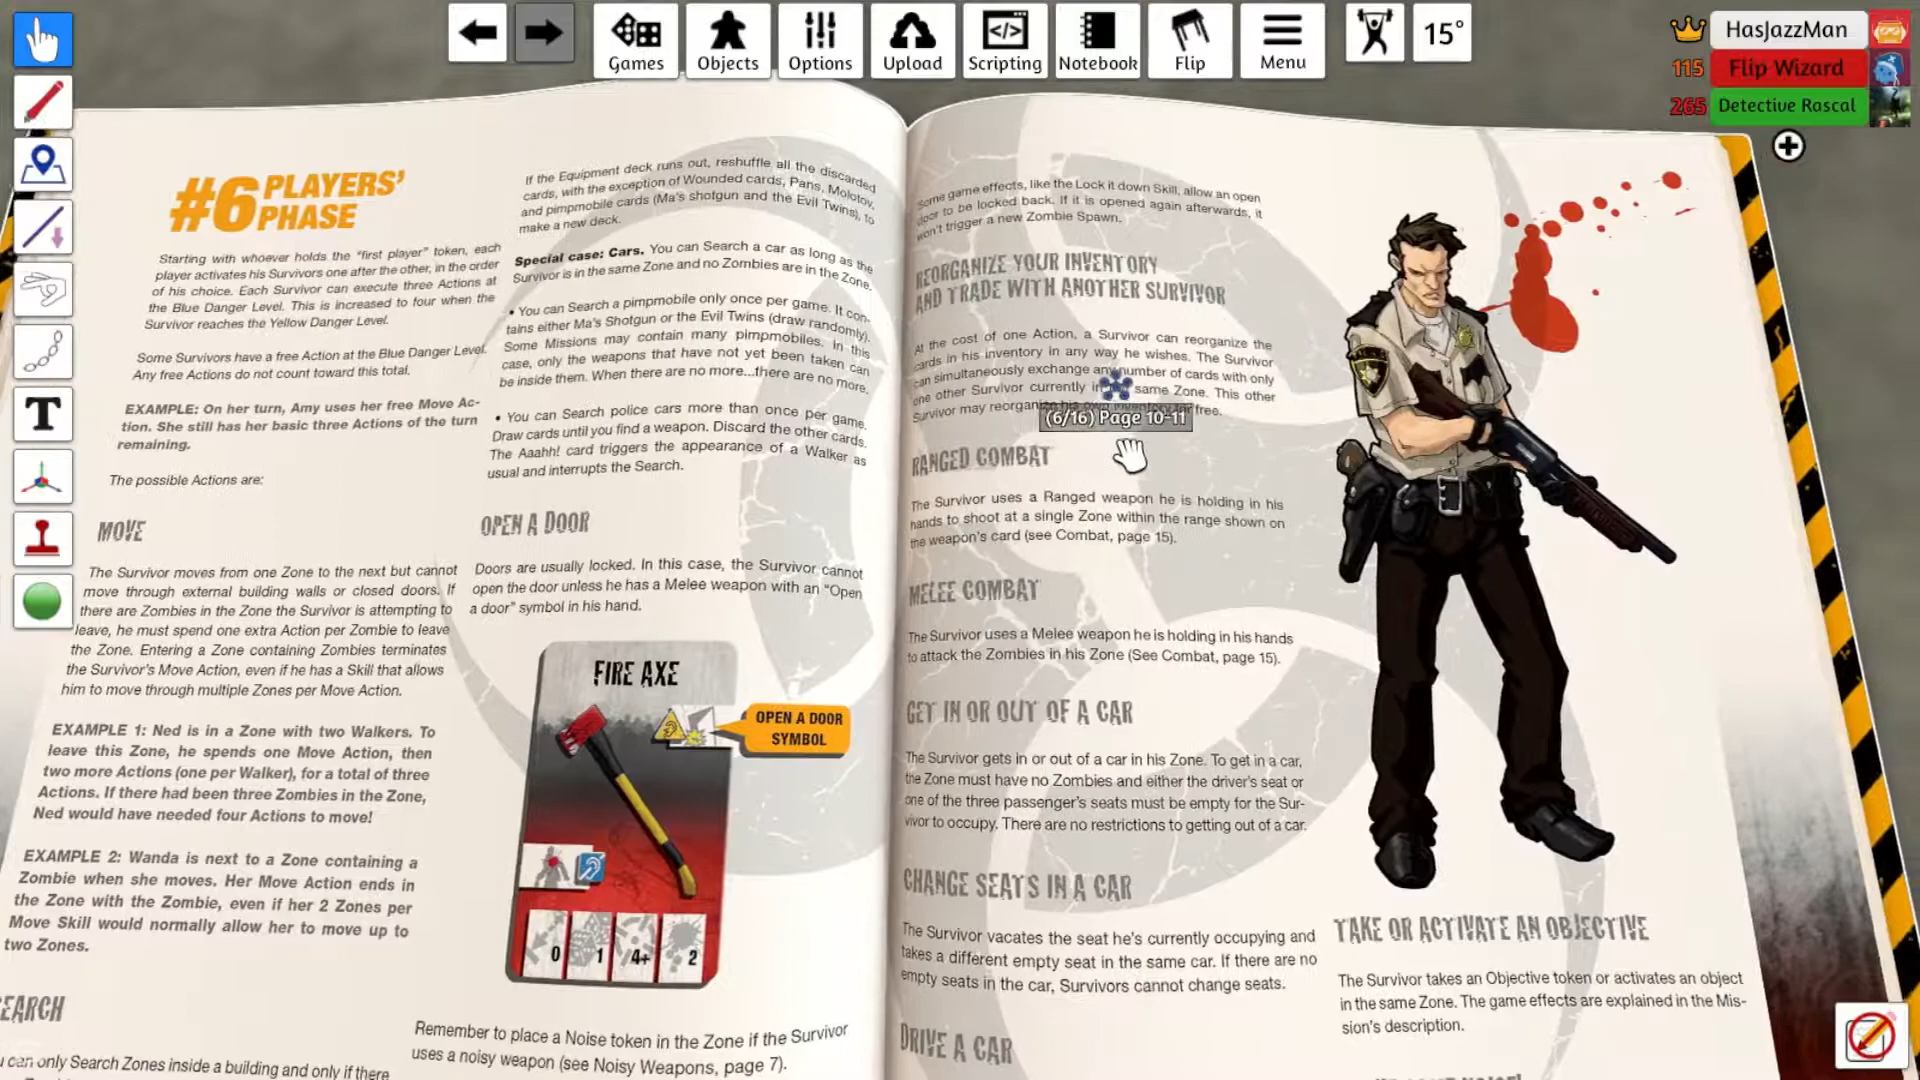 Games
Objects
Options
Upload
Scripting
Notebook
Flip
Menu
15°
HasJazzMan
115 Flip Wizard
265 Detective Rascal
#6 PLAYERS'
PHASE
Starting with whoever holds the "first player" token, each
player activates his Survivors one after the other, in the order
of his choice. Each Survivor can execute three Actions at
the Blue Danger Level. This is increased to four when the
Survivor reaches the Yellow Danger Level.
Some Survivors have a free Action at the Blue Danger Level.
Any free Actions do not count toward this total.
EXAMPLE: On her turn, Amy uses her free Move Ac-
tion. She still has her basic three Actions of the turn
remaining.
The possible Actions are:
MOVE
The Survivor moves from one Zone to the next but cannot
move through external building walls or closed doors. If
there are Zombies in the Zone the Survivor is attempting to
leave, he must spend one extra Action per Zombie to leave
the Zone. Entering a Zone containing Zombies terminates
the Survivor's Move Action, even if he has a Skill that allows
him to move through multiple Zones per Move Action.
EXAMPLE 1: Ned is in a Zone with two Walkers. To
leave this Zone, he spends one Move Action, then
two more Actions (one per Walker), for a total of three
Actions. If there had been three Zombies in the Zone,
Ned would have needed four Actions to move!
EXAMPLE 2: Wanda is next to a Zone containing a
Zombie when she moves. Her Move Action ends in
the Zone with the Zombie, even if her 2 Zones per
Move Skill would normally allow her to move up to
two Zones.
EARCH
can only Search Zones inside a building and only if there
If the Equipment deck runs out, reshuffle all the discarded
cards, with the exception of Wounded cards, Pans, Molotov,
and pimpmobile cards (Ma's shotgun and the Evil Twins), to
make a new deck.
Special case: Cars. You can Search a car as long as the
Survivor is in the same Zone and no Zombies are in the Zone.
• You can Search a pimpmobile only once per game. It con-
tains either Ma's Shotgun or the Evil Twins (draw randomly).
Some Missions may contain many pimpmobiles. In this
case, only the weapons that have not yet been taken can
be inside them. When there are no more...there are no more.
• You can Search police cars more than once per game.
Draw cards until you find a weapon. Discard the other cards.
The Aaahh! card triggers the appearance of a Walker as
usual and interrupts the Search.
OPEN A DOOR
Doors are usually locked. In this case, the Survivor cannot
open the door unless he has a Melee weapon with an "Open
a door" symbol in his hand.
FIRE AXE
OPEN A DOOR
SYMBOL
0 1 4+ 2
Remember to place a Noise token in the Zone if the Survivor
uses a noisy weapon (see Noisy Weapons, page 7).
Some game effects, like the Lock it down Skill, allow an open
door to be locked back. If it is opened again afterwards, it
won't trigger a new Zombie Spawn.
REORGANIZE YOUR INVENTORY
AND TRADE WITH ANOTHER SURVIVOR
At the cost of one Action, a Survivor can reorganize the
cards in his inventory in any way he wishes. The Survivor
can simultaneously exchange any number of cards with only
one other Survivor currently in same Zone. This other
Survivor may reorganize his own inventory for free.
(6/16) Page 10-11
RANGED COMBAT
The Survivor uses a Ranged weapon he is holding in his
hands to shoot at a single Zone within the range shown on
the weapon's card (see Combat, page 15).
MELEE COMBAT
The Survivor uses a Melee weapon he is holding in his hands
to attack the Zombies in his Zone (See Combat, page 15).
GET IN OR OUT OF A CAR
The Survivor gets in or out of a car in his Zone. To get in a car,
the Zone must have no Zombies and either the driver's seat or
one of the three passenger's seats must be empty for the Sur-
vivor to occupy. There are no restrictions to getting out of a car.
CHANGE SEATS IN A CAR
The Survivor vacates the seat he's currently occupying and
takes a different empty seat in the same car. If there are no
empty seats in the car, Survivors cannot change seats.
DRIVE A CAR
TAKE OR ACTIVATE AN OBJECTIVE
The Survivor takes an Objective token or activates an object
in the same Zone. The game effects are explained in the Mis-
sion's description.